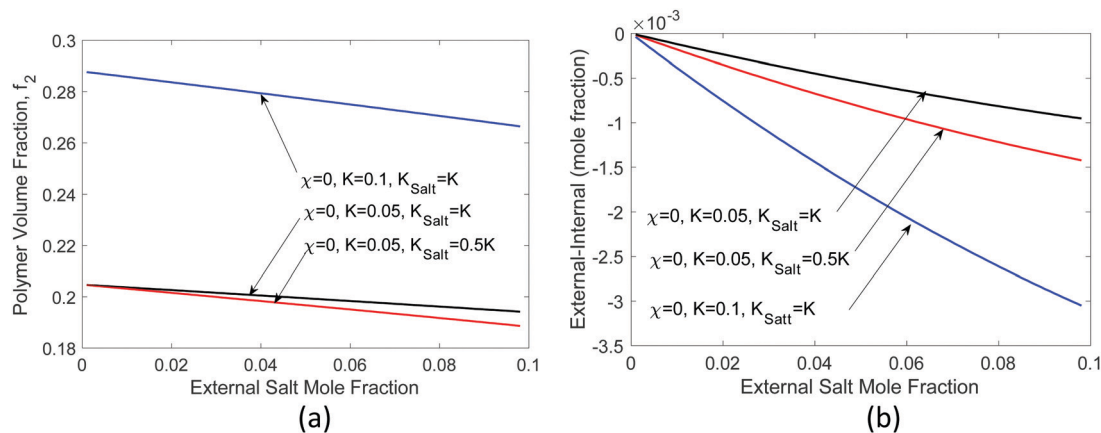 0.3
0.28
0.26
0.24
0.22
0.2
0.18
Polymer Volume Fraction, f2
χ=0, K=0.1, KSalt=K
χ=0, K=0.05, KSalt=K
χ=0, K=0.05, KSalt=0.5K
0 0.02 0.04 0.06 0.08 0.1
External Salt Mole Fraction
(a)
×10-3
0
-0.5
-1
-1.5
-2
-2.5
-3
-3.5
External-Internal (mole fraction)
χ=0, K=0.05, KSalt=K
χ=0, K=0.05, KSalt=0.5K
χ=0, K=0.1, KSatt=K
0 0.02 0.04 0.06 0.08 0.1
External Salt Mole Fraction
(b)